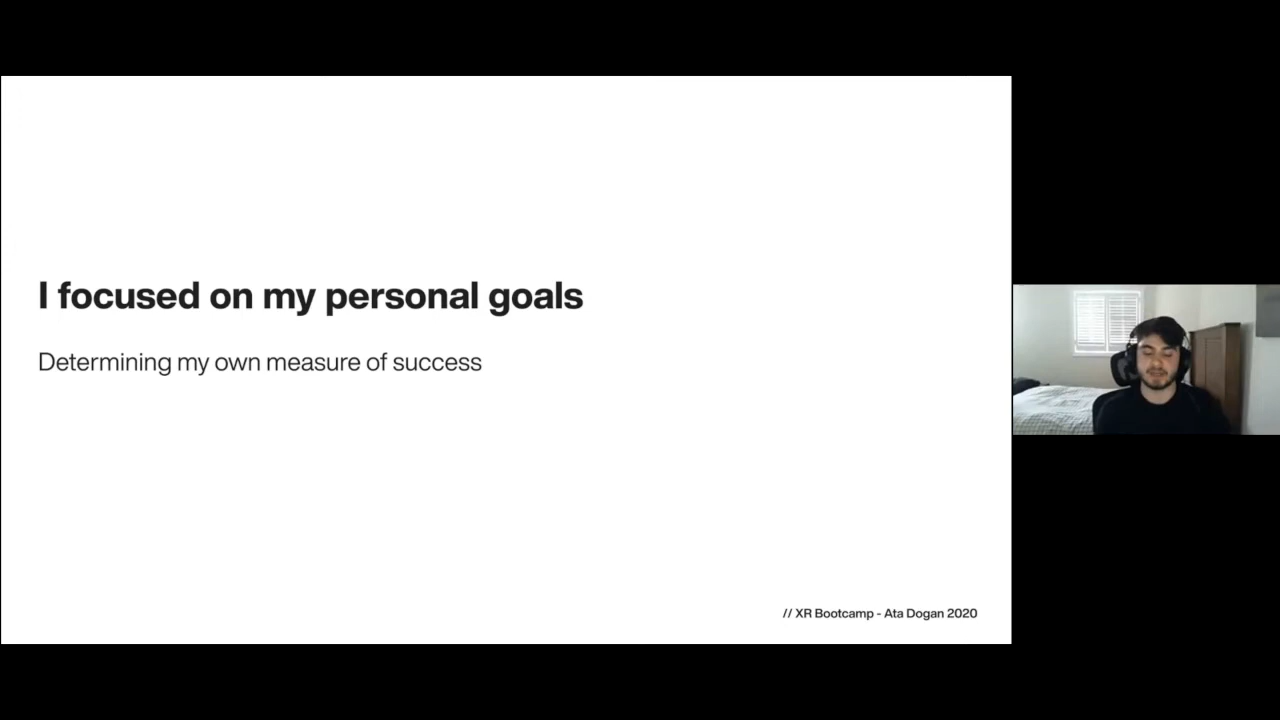 I focused on my personal goals
Determining my own measure of success
// XR Bootcamp - Ata Dogan 2020